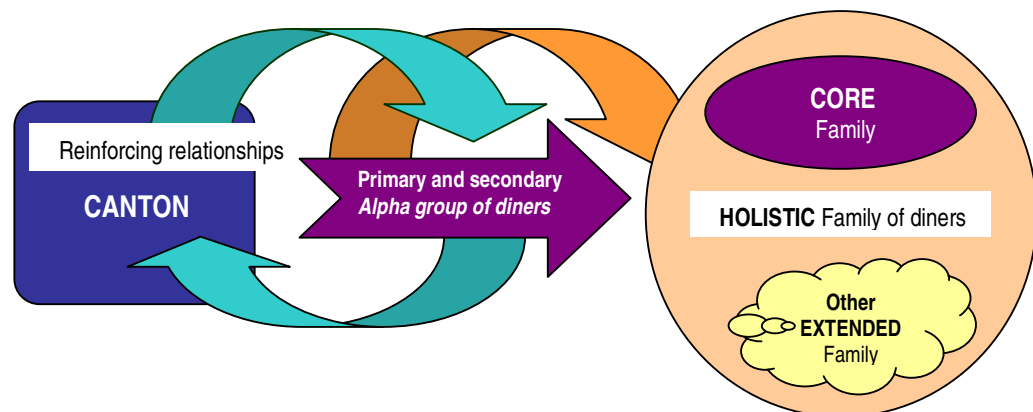 Reinforcing relationships
CANTON
Primary and secondary
Alpha group of diners
CORE
Family
HOLISTIC Family of diners
Other
EXTENDED
Family